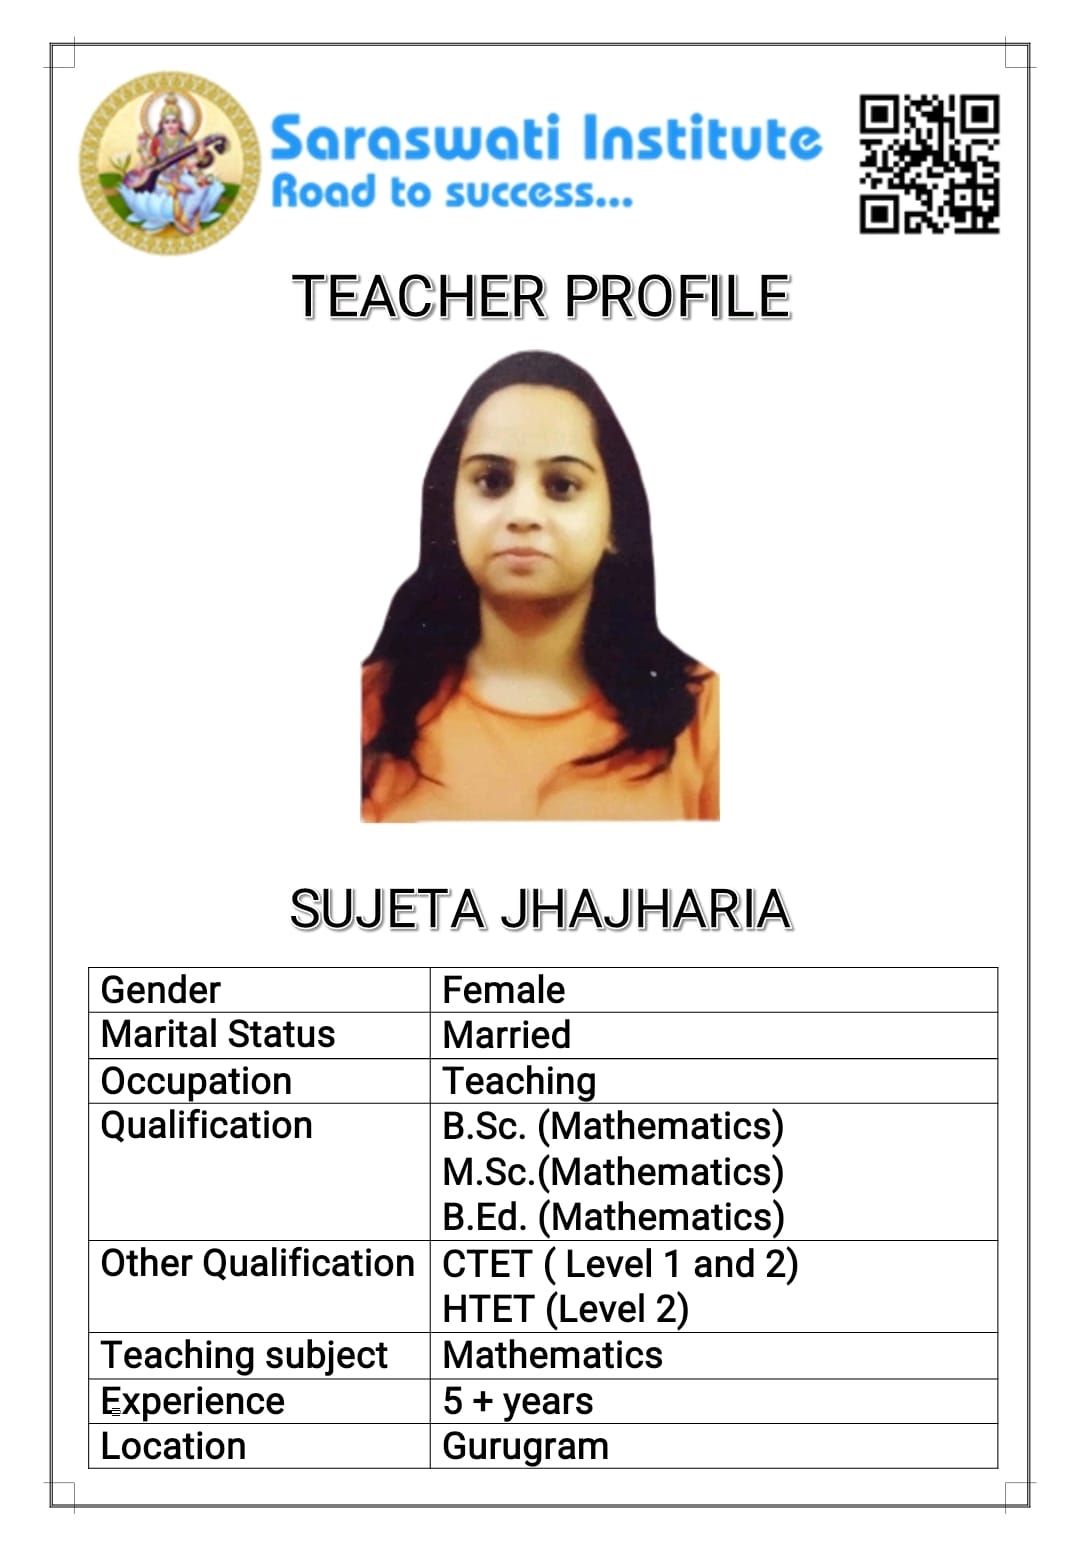 Saraswati Institute
Road to success...
TEACHER PROFILE
SUJETA JHAJHARIA
Gender Female
Marital Status Married
Occupation Teaching
Qualification B.Sc. (Mathematics)
M.Sc.(Mathematics)
B.Ed. (Mathematics)
Other Qualification CTET ( Level 1 and 2)
HTET (Level 2)
Teaching subject Mathematics
Experience 5 + years
Location Gurugram